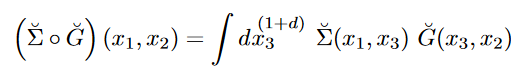 (Σ̆ ∘ Ğ) (x₁, x₂) = ∫ dx₃^(1+d) Σ̆(x₁, x₃) Ğ(x₃, x₂)